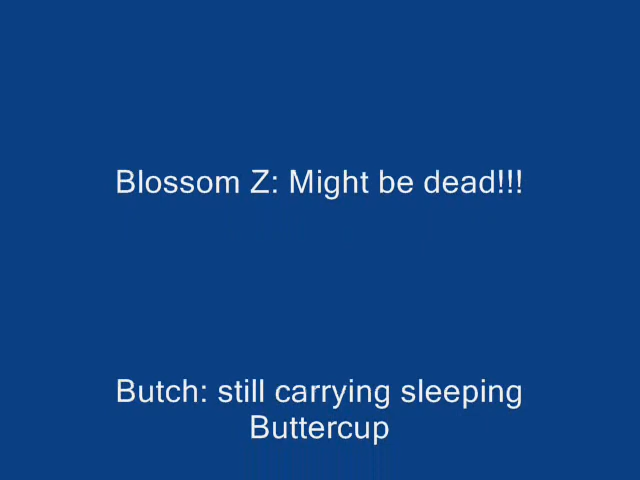 Blossom Z: Might be dead!!!
Butch: still carrying sleeping
Buttercup